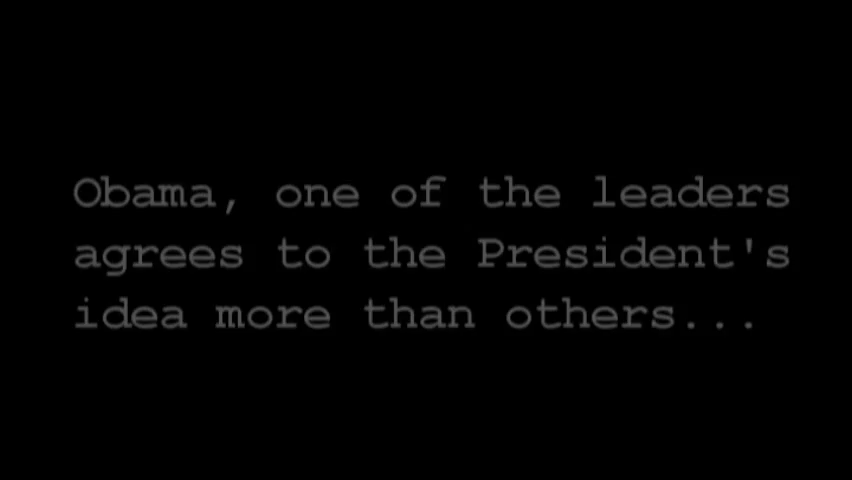 Obama, one of the leaders
agrees to the President's
idea more than others...